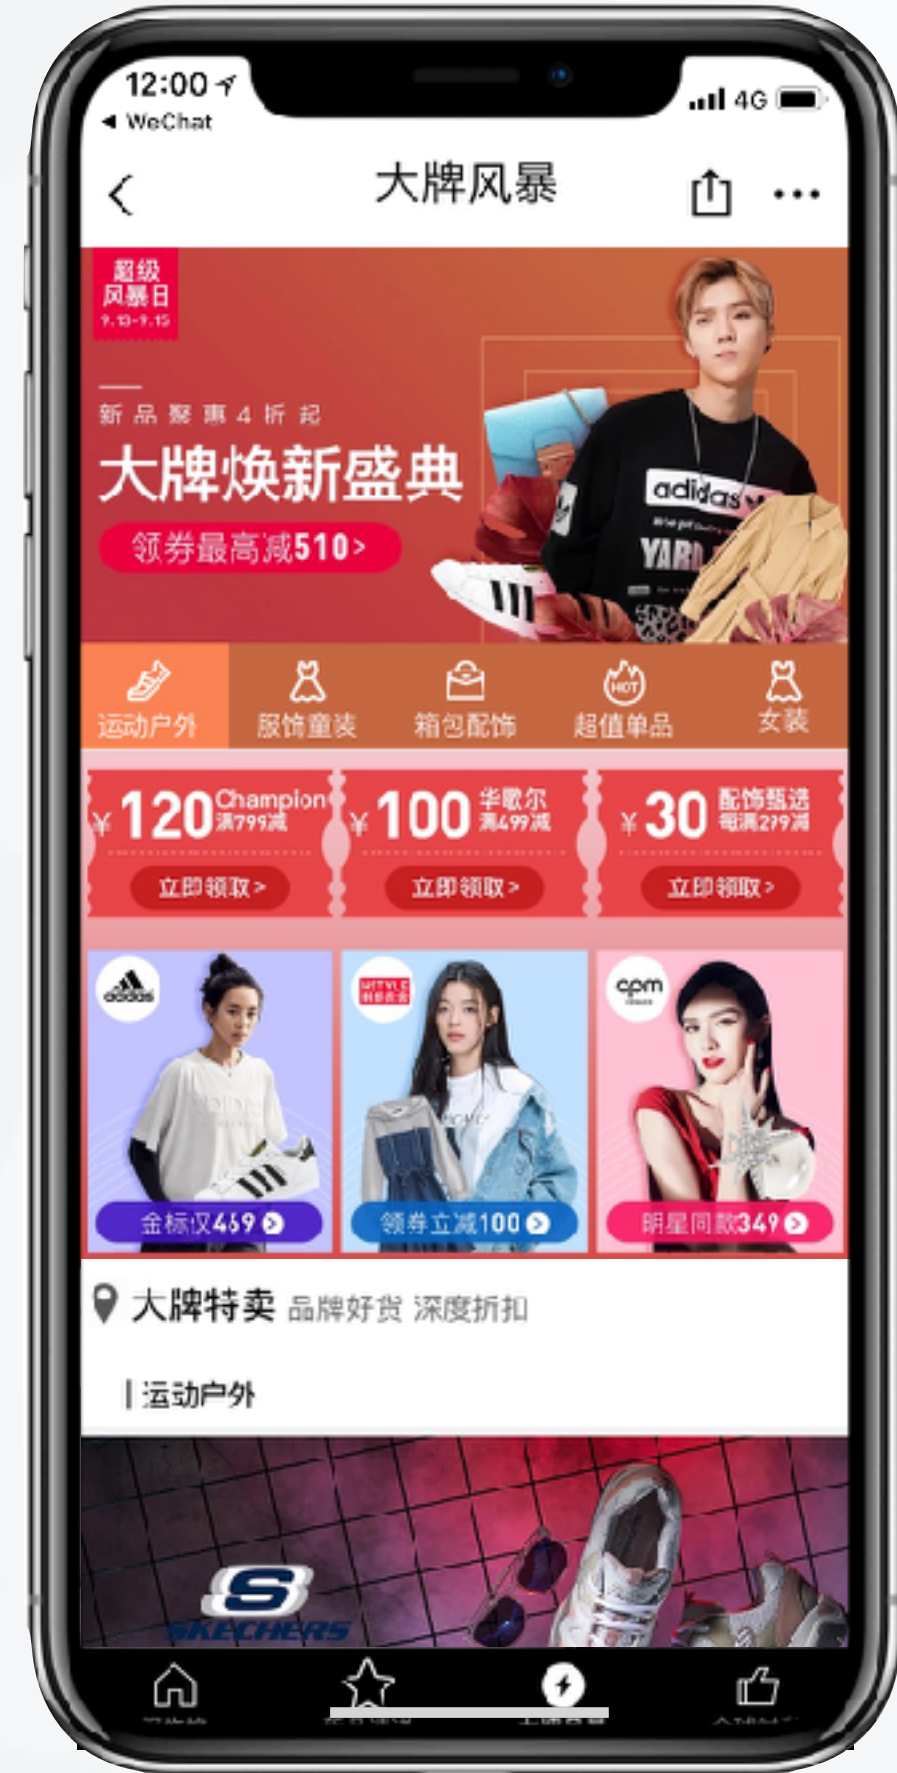 12:00
4G
◀ WeChat
大牌风暴
超级
风暴日
9.13-9.15
新品聚惠4折起
大牌焕新盛典
领券最高减510>
adidas
YARD
运动户外
服饰童装
箱包配饰
HOT
超值单品
女装
¥120 Champion 满799减
立即领取>
¥100 华歌尔 满499减
立即领取>
¥30 配饰甄选 每满299减
立即领取>
adidas
HSTYLE
韩都衣舍
cpm
金标仅469
领券立减100
明星同款349
大牌特卖 品牌好货 深度折扣
运动户外
S
SKECHERS